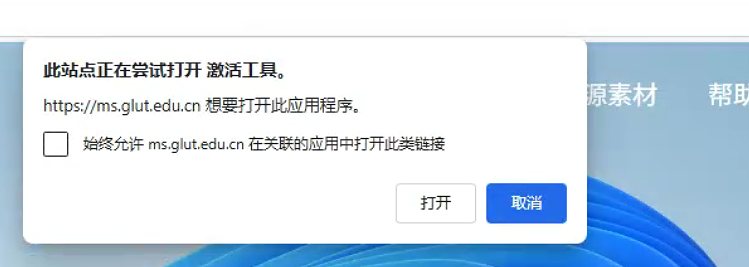 此站点正在尝试打开 激活工具。
https://ms.glut.edu.cn 想要打开此应用程序。
源素材
帮助
始终允许 ms.glut.edu.cn 在关联的应用中打开此类链接
打开
取消